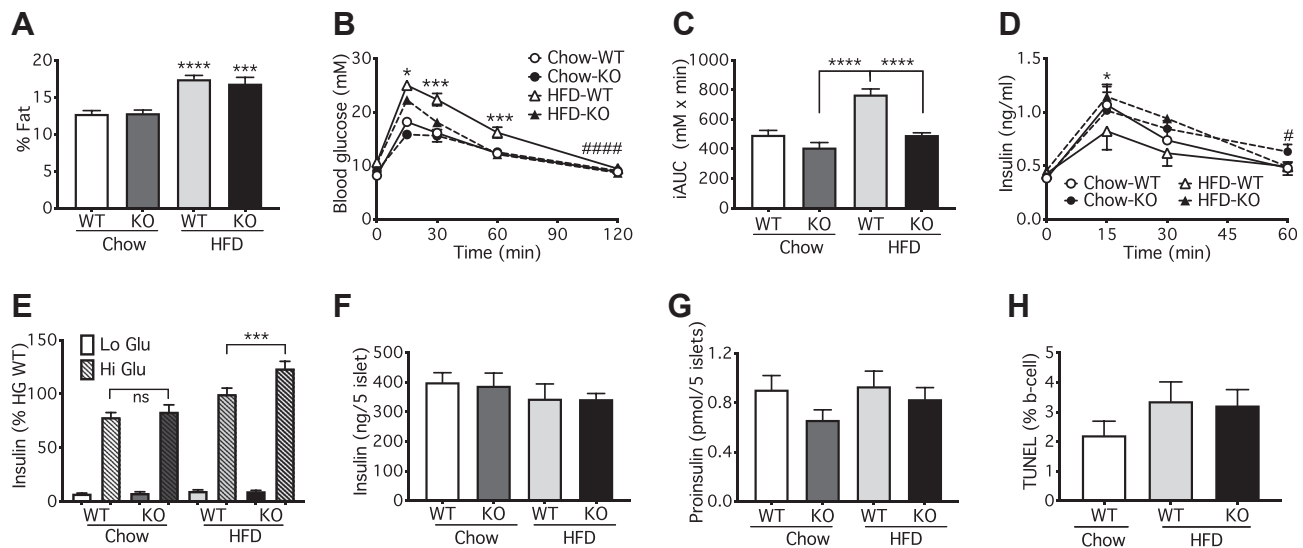 A
% Fat
20
15
10
5
0
****
***
WT KO WT KO
Chow HFD
B
Blood glucose (mM)
30
20
10
0
*
***
***
####
Chow-WT
Chow-KO
HFD-WT
HFD-KO
0 30 60 90 120
Time (min)
C
iAUC (mM x min)
1000
800
600
400
200
0
**** ****
WT KO WT KO
Chow HFD
D
Insulin (ng/ml)
1.5
1.0
0.5
0.0
*
#
Chow-WT HFD-WT
Chow-KO HFD-KO
0 15 30 45 60
Time (min)
E
Insulin (% HG WT)
150
100
50
0
Lo Glu
Hi Glu
ns
***
WT KO WT KO
Chow HFD
F
Insulin (ng/5 islet)
500
400
300
200
100
0
WT KO WT KO
Chow HFD
G
Proinsulin (pmol/5 islets)
1.2
0.8
0.4
0.0
WT KO WT KO
Chow HFD
H
TUNEL (% b-cell)
5
4
3
2
1
0
WT WT KO
Chow HFD